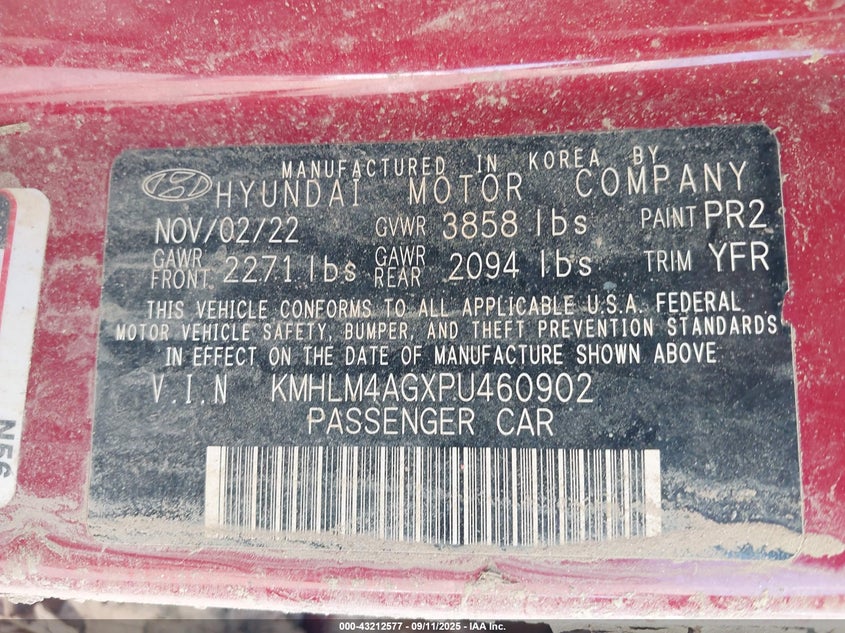 MANUFACTURED IN KOREA BY
HYUNDAI MOTOR COMPANY
NOV/02/22 GVWR 3858 lbs PAINT PR2
GAWR FRONT 2271 lbs GAWR REAR 2094 lbs TRIM YFR
THIS VEHICLE CONFORMS TO ALL APPLICABLE U.S.A. FEDERAL
MOTOR VEHICLE SAFETY, BUMPER, AND THEFT PREVENTION STANDARDS
IN EFFECT ON THE DATE OF MANUFACTURE SHOWN ABOVE
V.I.N KMHLM4AGXPU460902
PASSENGER CAR
N56
000-43212577 - 09/11/2025 - IAA Inc.